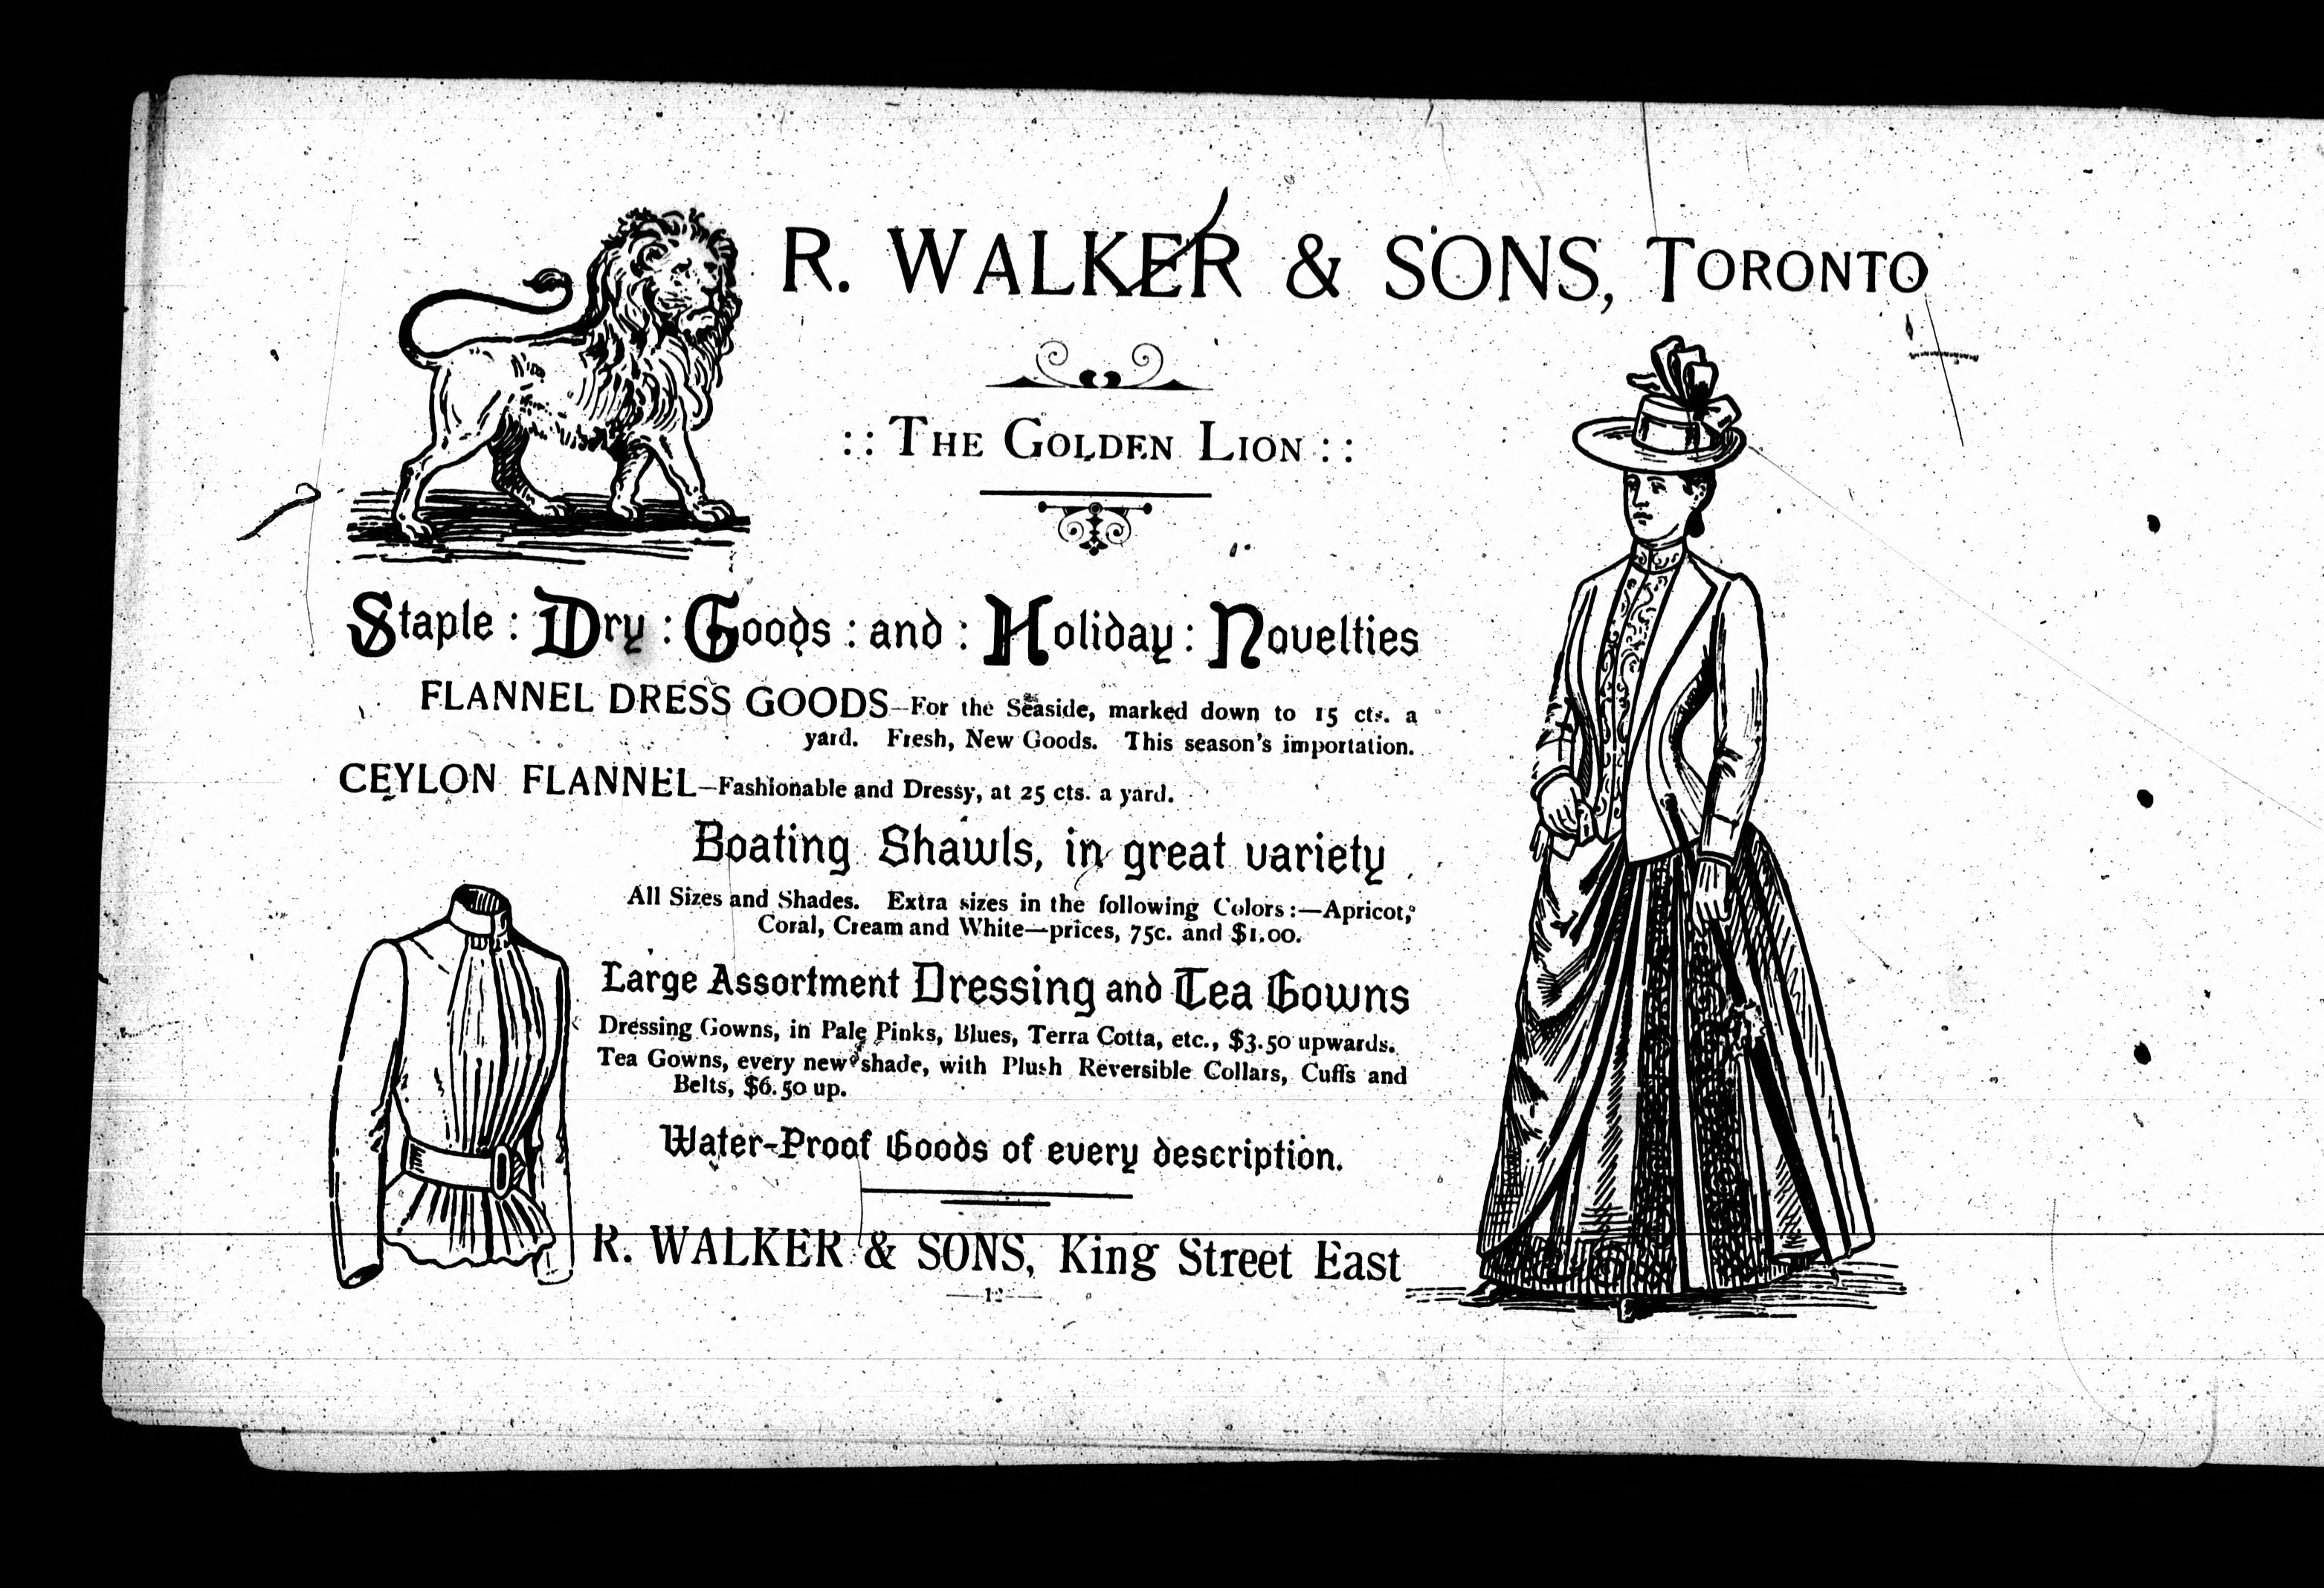 R. WALKER & SONS, TORONTO
:: THE GOLDEN LION ::
Staple : Dry : Goods : and : Holiday : Novelties
FLANNEL DRESS GOODS—For the Seaside, marked down to 15 cts. a
yard. Fresh, New Goods. This season's importation.
CEYLON FLANNEL—Fashionable and Dressy, at 25 cts. a yard.
Boating Shawls, in great variety
All Sizes and Shades. Extra sizes in the following Colors:—Apricot,
Coral, Cream and White—prices, 75c. and $1.00.
Large Assortment Dressing and Tea Gowns
Dressing Gowns, in Pale Pinks, Blues, Terra Cotta, etc., $3.50 upwards.
Tea Gowns, every new shade, with Plush Reversible Collars, Cuffs and
Belts, $6.50 up.
Water-Proof Goods of every description.
R. WALKER & SONS, King Street East
—12—